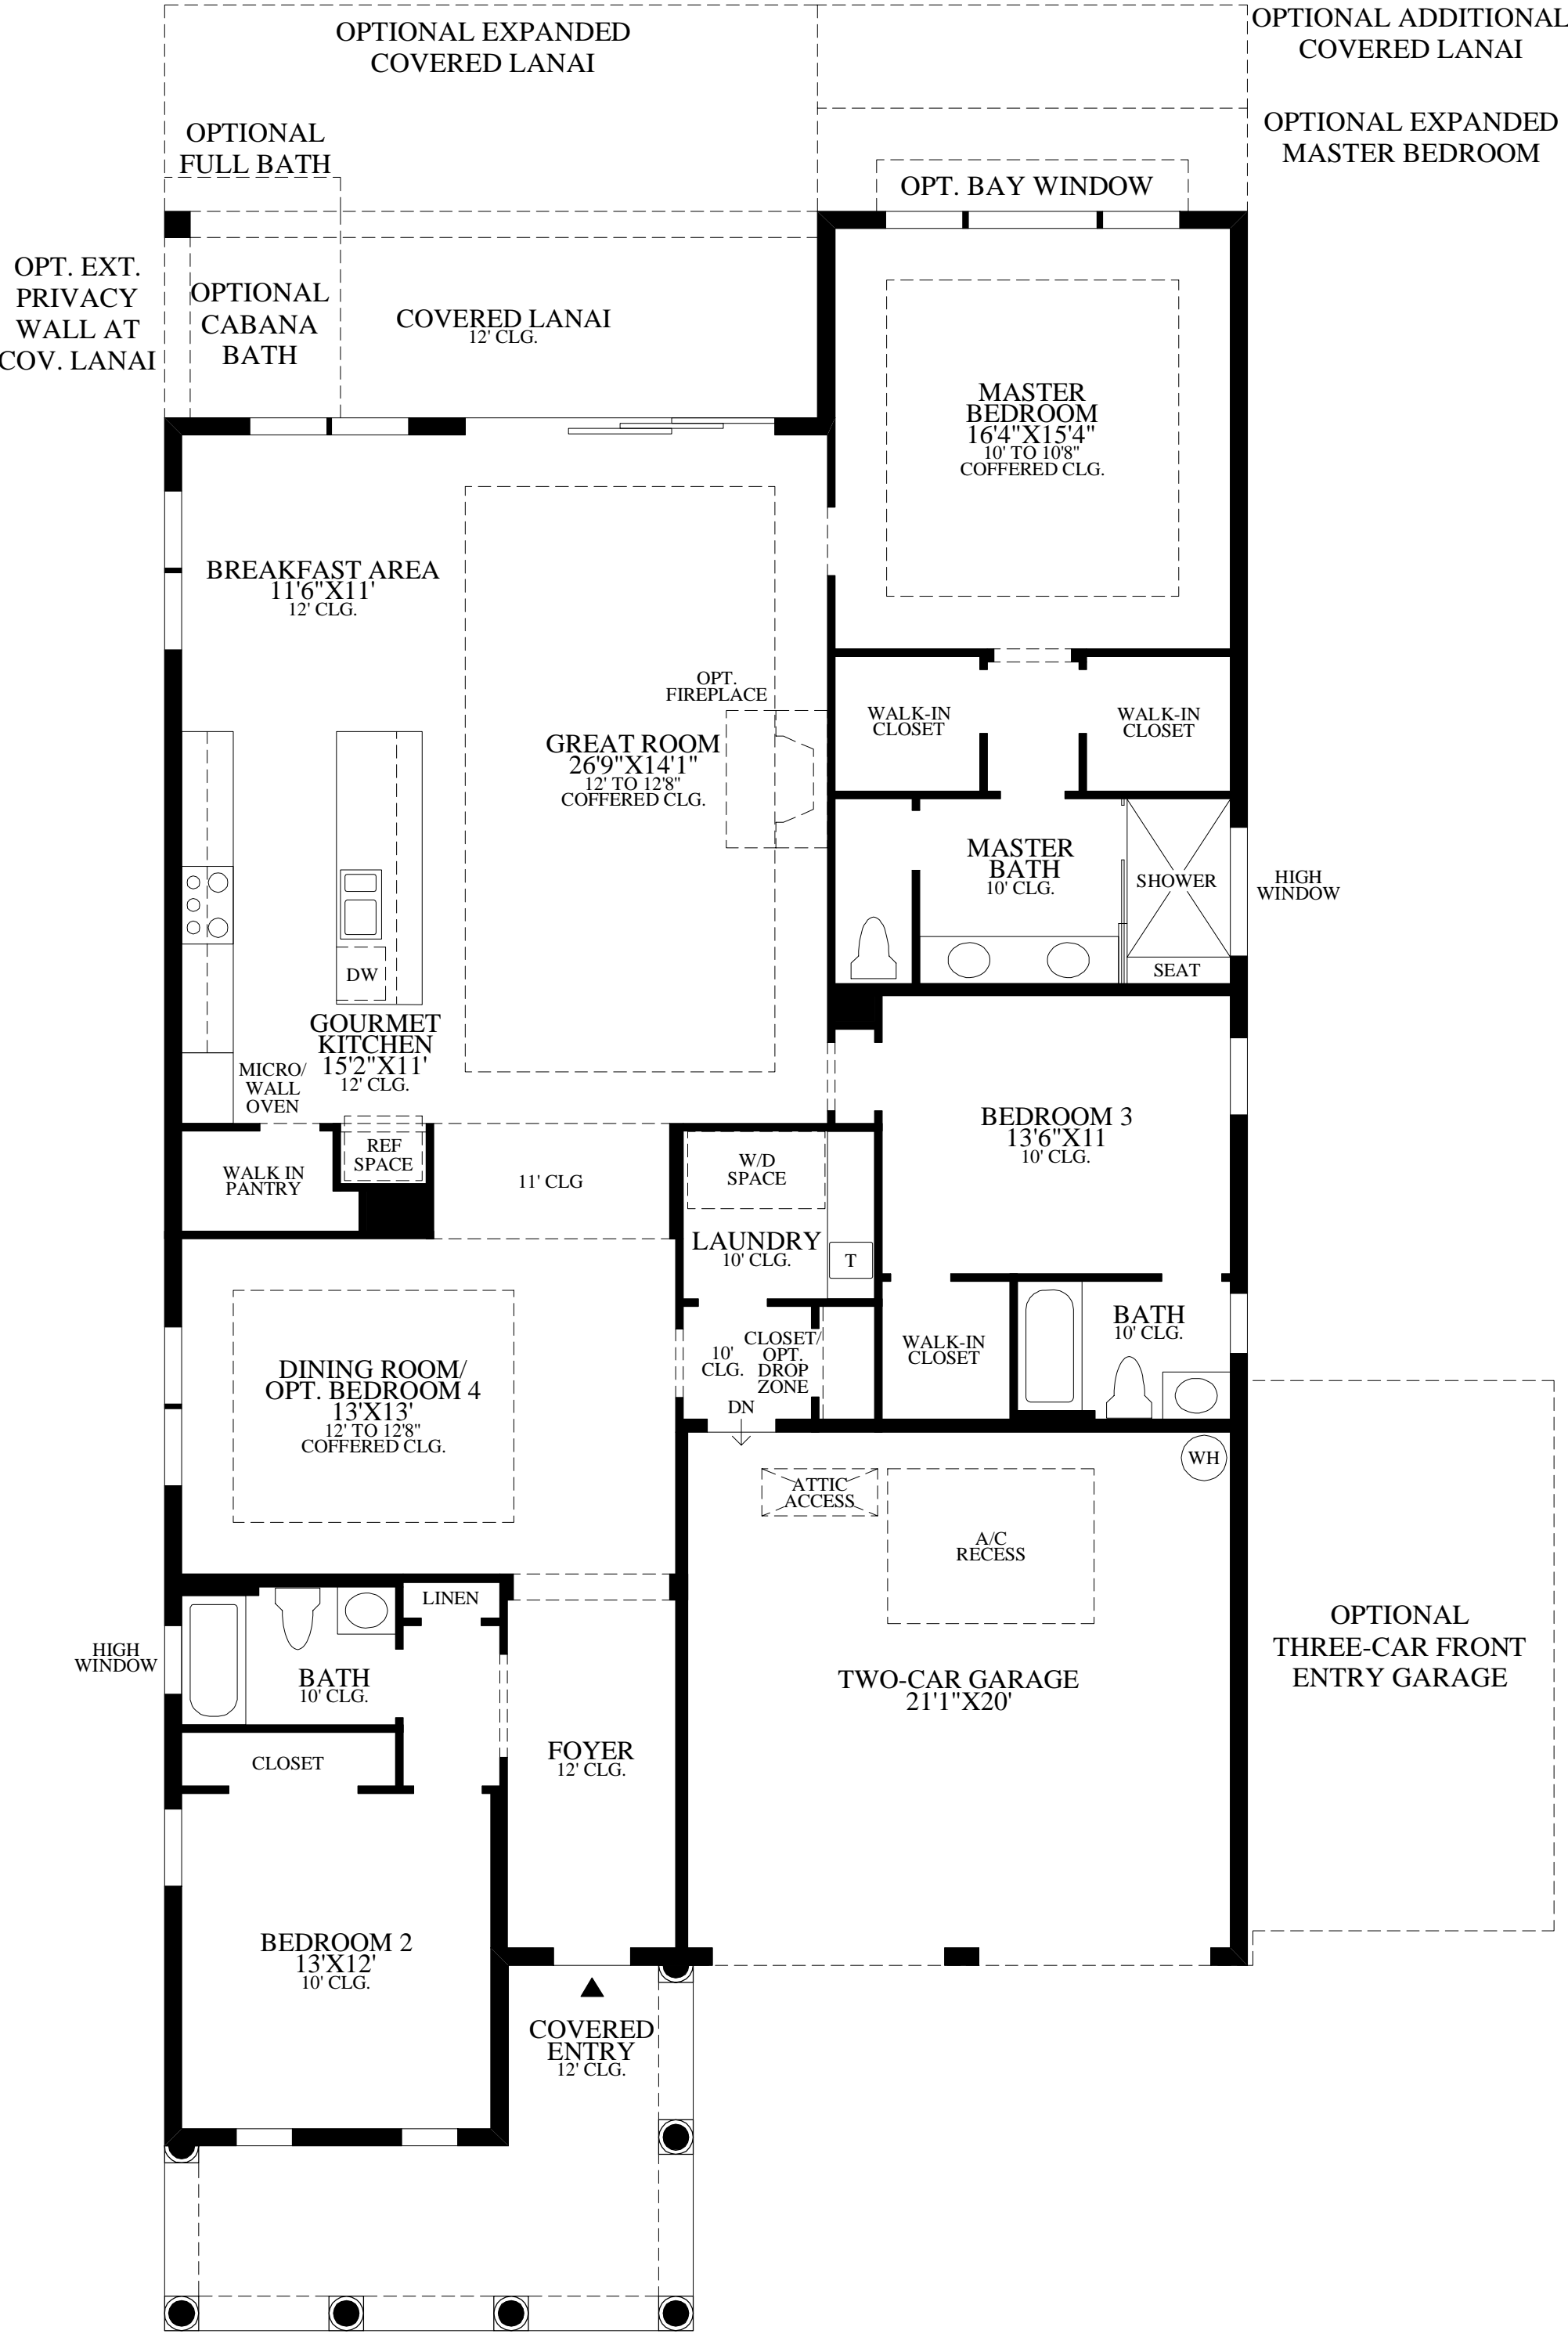 OPTIONAL EXPANDED
COVERED LANAI
OPTIONAL ADDITIONAL
COVERED LANAI
OPTIONAL EXPANDED
MASTER BEDROOM
OPTIONAL
FULL BATH
OPT. BAY WINDOW
OPT. EXT.
PRIVACY
WALL AT
COV. LANAI
OPTIONAL
CABANA
BATH
COVERED LANAI
12' CLG.
MASTER
BEDROOM
16'4"X15'4"
10' TO 10'8"
COFFERED CLG.
BREAKFAST AREA
11'6"X11'
12' CLG.
OPT.
FIREPLACE
GREAT ROOM
26'9"X14'1"
12' TO 12'8"
COFFERED CLG.
WALK-IN
CLOSET
WALK-IN
CLOSET
MASTER
BATH
10' CLG.
SHOWER
SEAT
HIGH
WINDOW
DW
GOURMET
KITCHEN
15'2"X11'
12' CLG.
MICRO/
WALL
OVEN
REF
SPACE
WALK IN
PANTRY
11' CLG
W/D
SPACE
LAUNDRY
10' CLG.
T
BEDROOM 3
13'6"X11
10' CLG.
BATH
10' CLG.
WALK-IN
CLOSET
10'
CLG.
CLOSET/
OPT.
DROP
ZONE
DN
DINING ROOM/
OPT. BEDROOM 4
13'X13'
12' TO 12'8"
COFFERED CLG.
WH
ATTIC
ACCESS
A/C
RECESS
TWO-CAR GARAGE
21'1"X20'
OPTIONAL
THREE-CAR FRONT
ENTRY GARAGE
LINEN
HIGH
WINDOW
BATH
10' CLG.
CLOSET
FOYER
12' CLG.
BEDROOM 2
13'X12'
10' CLG.
COVERED
ENTRY
12' CLG.